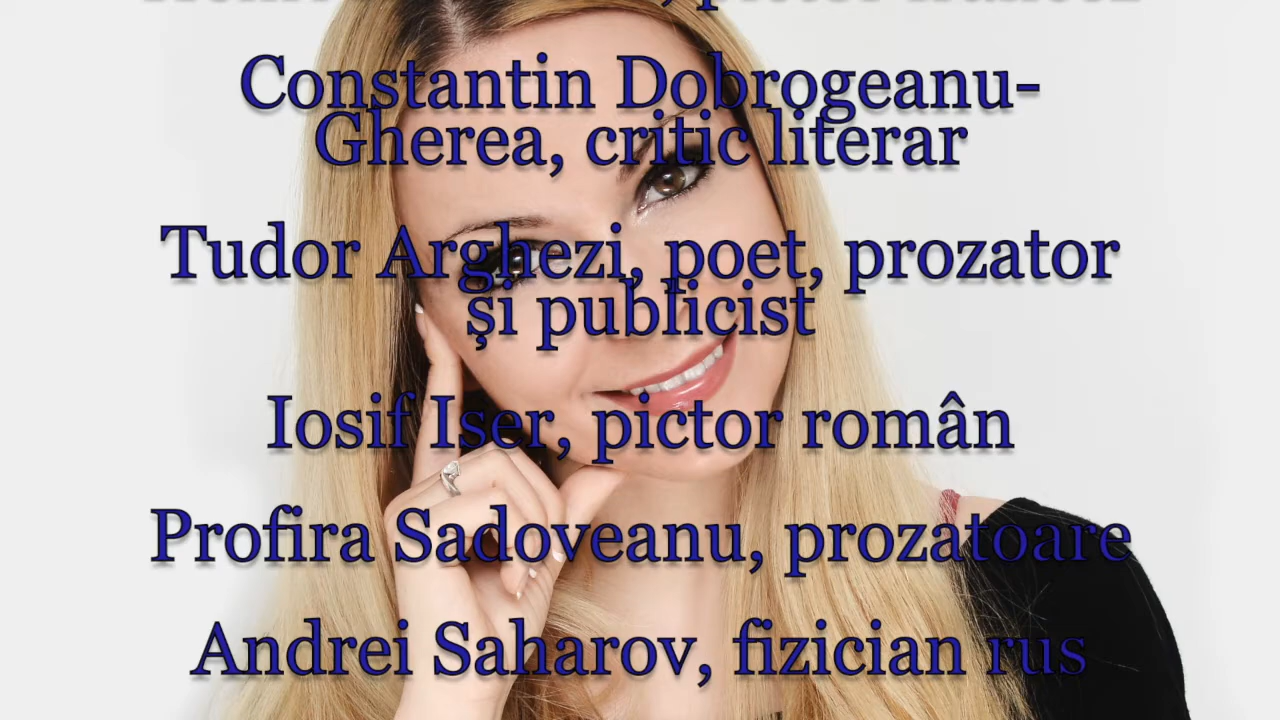 Constantin Dobrogeanu-
Gherea, critic literar
Tudor Arghezi, poet, prozator
și publicist
Iosif Iser, pictor român
Profira Sadoveanu, prozatoare
Andrei Saharov, fizician rus